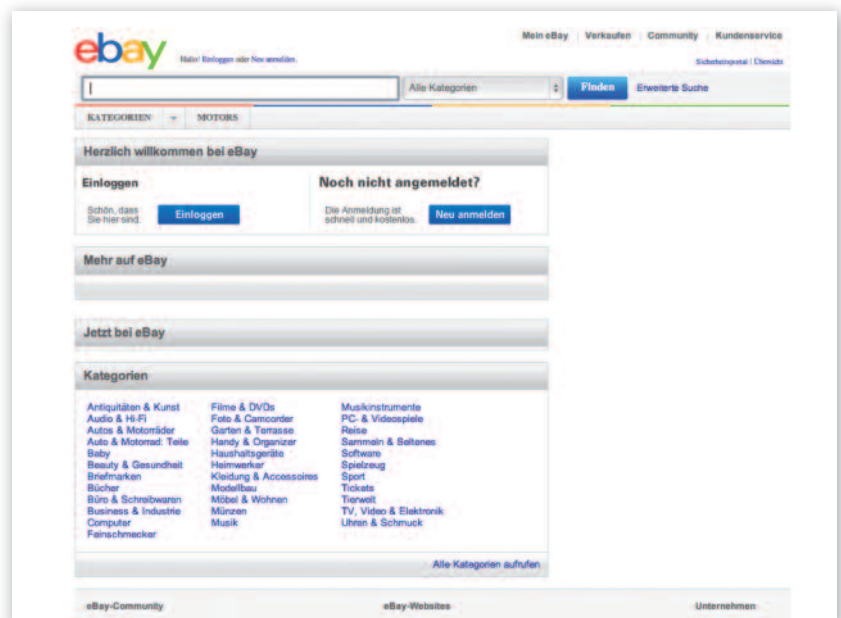 Mein eBay Verkaufen Community Kundenservice
ebay Hallo! Einloggen oder Neu anmelden.
Sicherheitsportal | Übersicht
Alle Kategorien Finden Erweiterte Suche
KATEGORIEN MOTORS
Herzlich willkommen bei eBay
Einloggen
Schön, dass
Sie hier sind.
Einloggen
Noch nicht angemeldet?
Die Anmeldung ist
schnell und kostenlos.
Neu anmelden
Mehr auf eBay
Jetzt bei eBay
Kategorien
Antiquitäten & Kunst
Audio & Hi-Fi
Autos & Motorräder
Auto & Motorrad: Teile
Baby
Beauty & Gesundheit
Briefmarken
Bücher
Büro & Schreibwaren
Business & Industrie
Computer
Feinschmecker
Filme & DVDs
Foto & Camcorder
Garten & Terrasse
Handy & Organizer
Haushaltsgeräte
Heimwerker
Kleidung & Accessoires
Modellbau
Möbel & Wohnen
Münzen
Musik
Musikinstrumente
PC- & Videospiele
Reise
Sammeln & Seltenes
Software
Spielzeug
Sport
Tickets
Tierwelt
TV, Video & Elektronik
Uhren & Schmuck
Alle Kategorien aufrufen
eBay-Community eBay-Websites Unternehmen